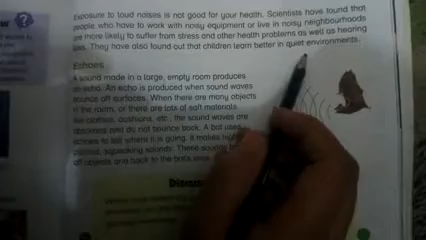 Exposure to loud noises is not good for your health. Scientists have found that
people who have to work with noisy equipment or live in noisy neighbourhoods
are more likely to suffer from stress and other health problems as well as hearing
loss. They have also found out that children learn better in quiet environments.
Echoes
A sound made in a large, empty room produces
an echo. An echo is produced when sound waves
bounce off surfaces. When there are many objects
in the room, or there are lots of soft materials
like clothes, cushions, etc., the sound waves are
absorbed and do not bounce back. A bat uses
echoes to tell where it is going. It makes high
pitched, squeaking sounds. These sounds
off objects and back to the bat's